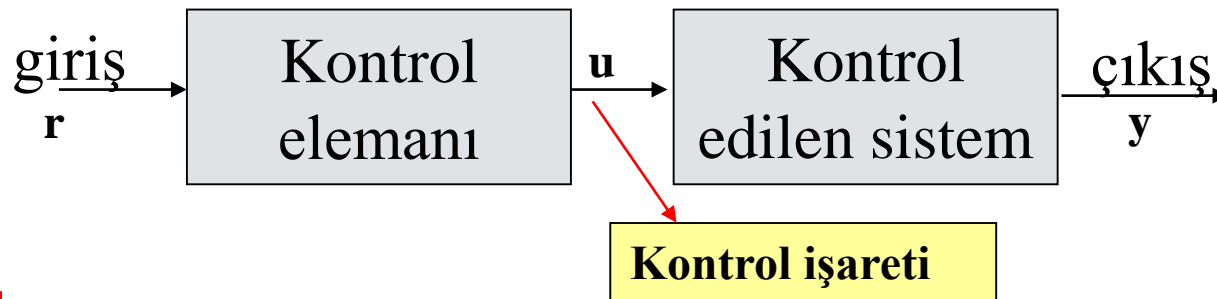 giriş
r
Kontrol
elemanı
u
Kontrol
edilen sistem
çıkış
y
Kontrol işareti